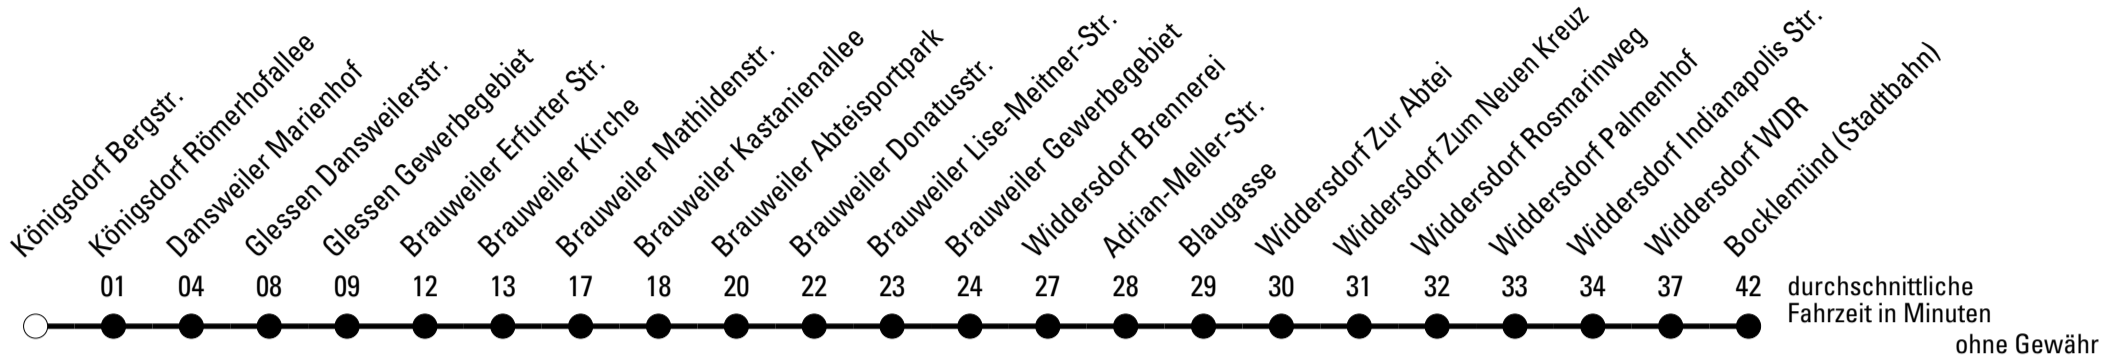 Königsdorf Bergstr.
Königsdorf Römerhofallee
Dansweiler Marienhof
Glessen Dansweilerstr.
Glessen Gewerbegebiet
Brauweiler Erfurter Str.
Brauweiler Kirche
Brauweiler Mathildenstr.
Brauweiler Kastanienallee
Brauweiler Abteisportpark
Brauweiler Donatusstr.
Brauweiler Lise-Meitner-Str.
Brauweiler Gewerbegebiet
Widdersdorf Brennerei
Adrian-Meller-Str.
Blaugasse
Widdersdorf Zur Abtei
Widdersdorf Zum Neuen Kreuz
Widdersdorf Rosmarinweg
Widdersdorf Palmenhof
Widdersdorf Indianapolis Str.
Widdersdorf WDR
Bocklemünd (Stadtbahn)
01 04 08 09 12 13 17 18 20 22 23 24 27 28 29 30 31 32 33 34 37 42
durchschnittliche
Fahrzeit in Minuten
ohne Gewähr